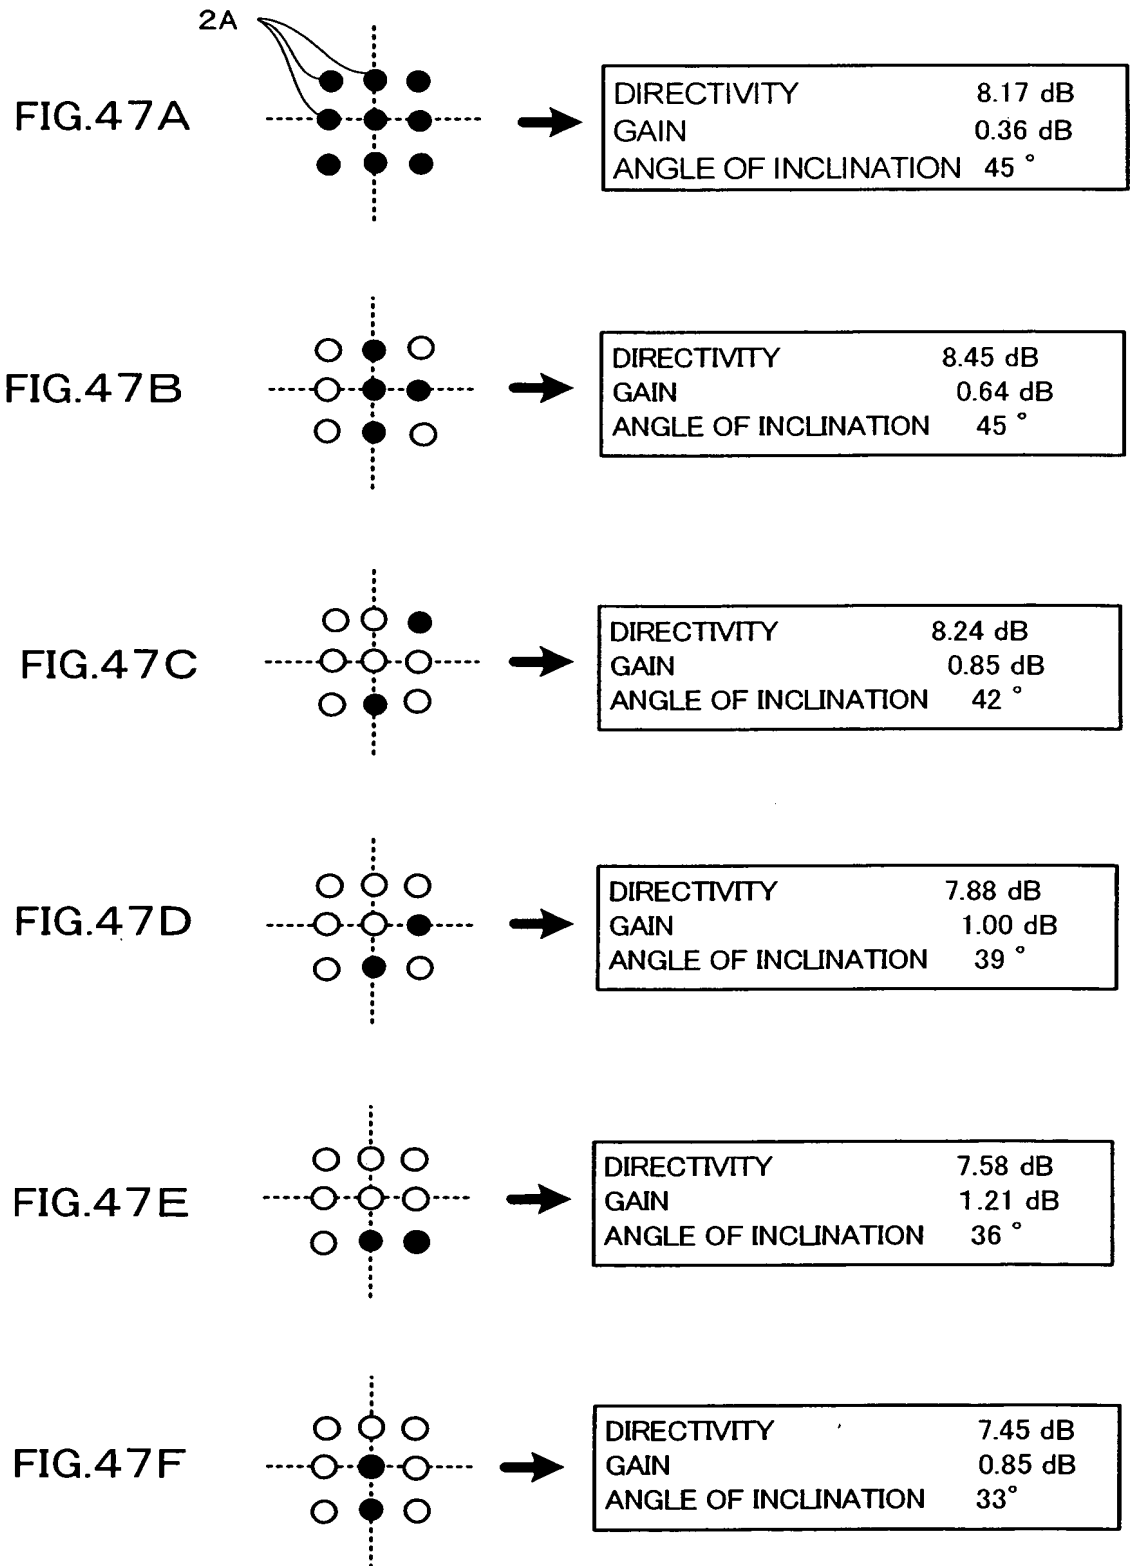 2A
FIG.47A
DIRECTIVITY 8.17 dB
GAIN 0.36 dB
ANGLE OF INCLINATION 45 °
FIG.47B
DIRECTIVITY 8.45 dB
GAIN 0.64 dB
ANGLE OF INCLINATION 45 °
FIG.47C
DIRECTIVITY 8.24 dB
GAIN 0.85 dB
ANGLE OF INCLINATION 42 °
FIG.47D
DIRECTIVITY 7.88 dB
GAIN 1.00 dB
ANGLE OF INCLINATION 39 °
FIG.47E
DIRECTIVITY 7.58 dB
GAIN 1.21 dB
ANGLE OF INCLINATION 36 °
FIG.47F
DIRECTIVITY 7.45 dB
GAIN 0.85 dB
ANGLE OF INCLINATION 33°